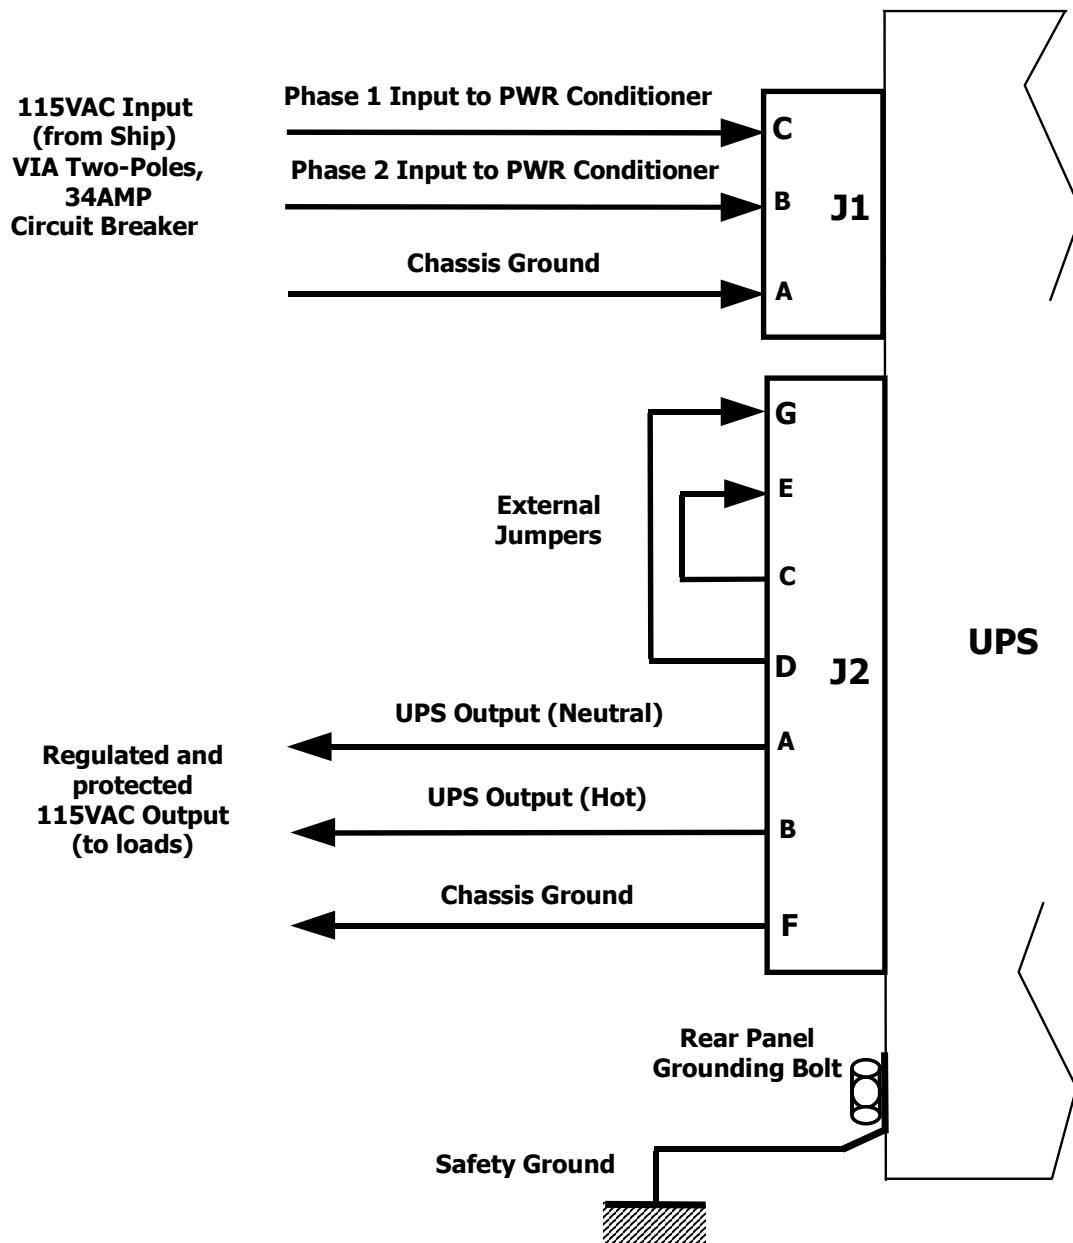 115VAC Input
(from Ship)
VIA Two-Poles,
34AMP
Circuit Breaker
Phase 1 Input to PWR Conditioner
C
Phase 2 Input to PWR Conditioner
B
J1
Chassis Ground
A
G
E
External
Jumpers
C
D
J2
UPS
UPS Output (Neutral)
A
Regulated and
protected
115VAC Output
(to loads)
UPS Output (Hot)
B
Chassis Ground
F
Rear Panel
Grounding Bolt
Safety Ground